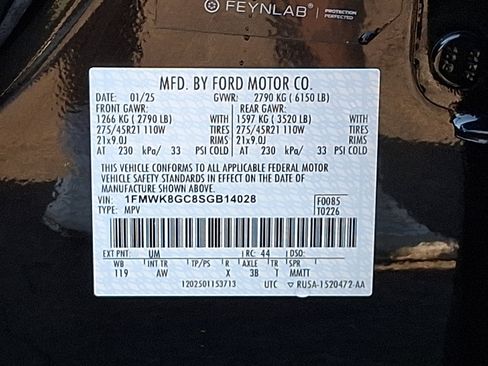 FEYNLAB® PROTECTION PERFECTED
MFD. BY FORD MOTOR CO.
DATE: 01/25 GVWR: 2790 KG ( 6150 LB)
FRONT GAWR: REAR GAWR:
1266 KG ( 2790 LB) WITH 1597 KG ( 3520 LB) WITH
275/45R21 110W TIRES 275/45R21 110W TIRES
21x9.0J RIMS 21x9.0J RIMS
AT 230 kPa/ 33 PSI COLD AT 230 kPa/ 33 PSI COLD
THIS VEHICLE CONFORMS TO ALL APPLICABLE FEDERAL MOTOR
VEHICLE SAFETY STANDARDS IN EFFECT ON THE DATE OF
MANUFACTURE SHOWN ABOVE.
VIN: 1FMWK8GC8SGB14028 F0085
TYPE: MPV T0226
EXT PNT: UM RC: 44 DSO:
WB INT TR TP/PS R AXLE TR SPR
119 AW X 3B T MMTT
1202501153713 UTC ▽ RU5A-1520472-AA